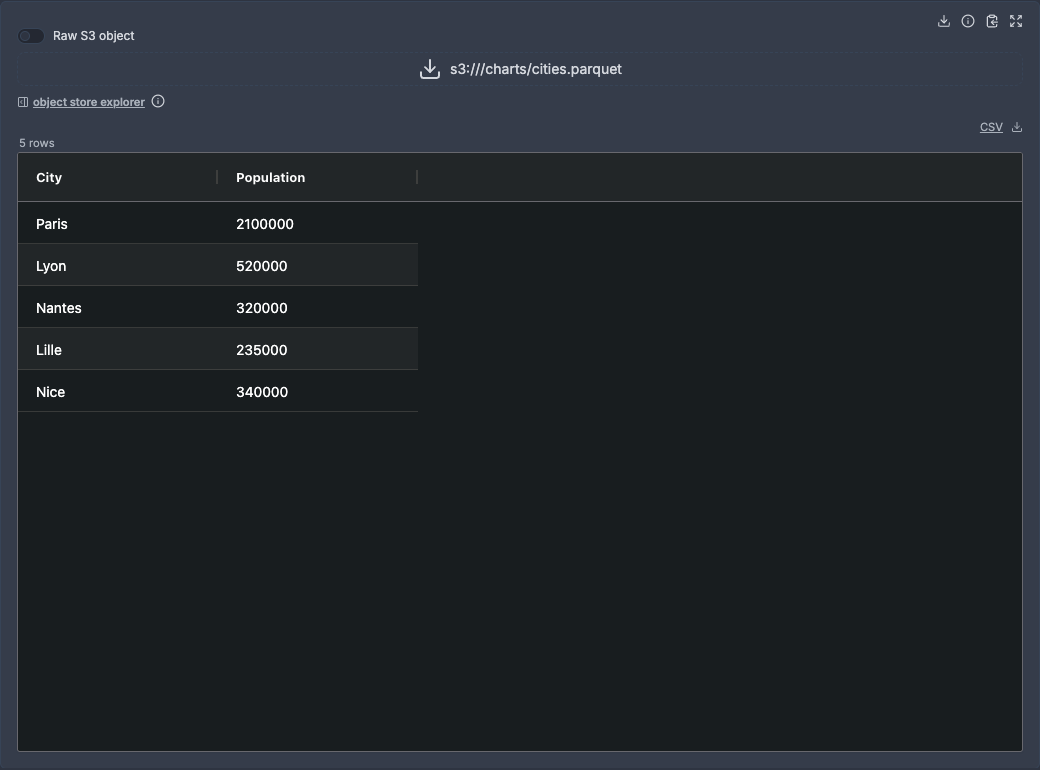 Raw S3 object
s3:///charts/cities.parquet
object store explorer
CSV
5 rows
City Population
Paris 2100000
Lyon 520000
Nantes 320000
Lille 235000
Nice 340000